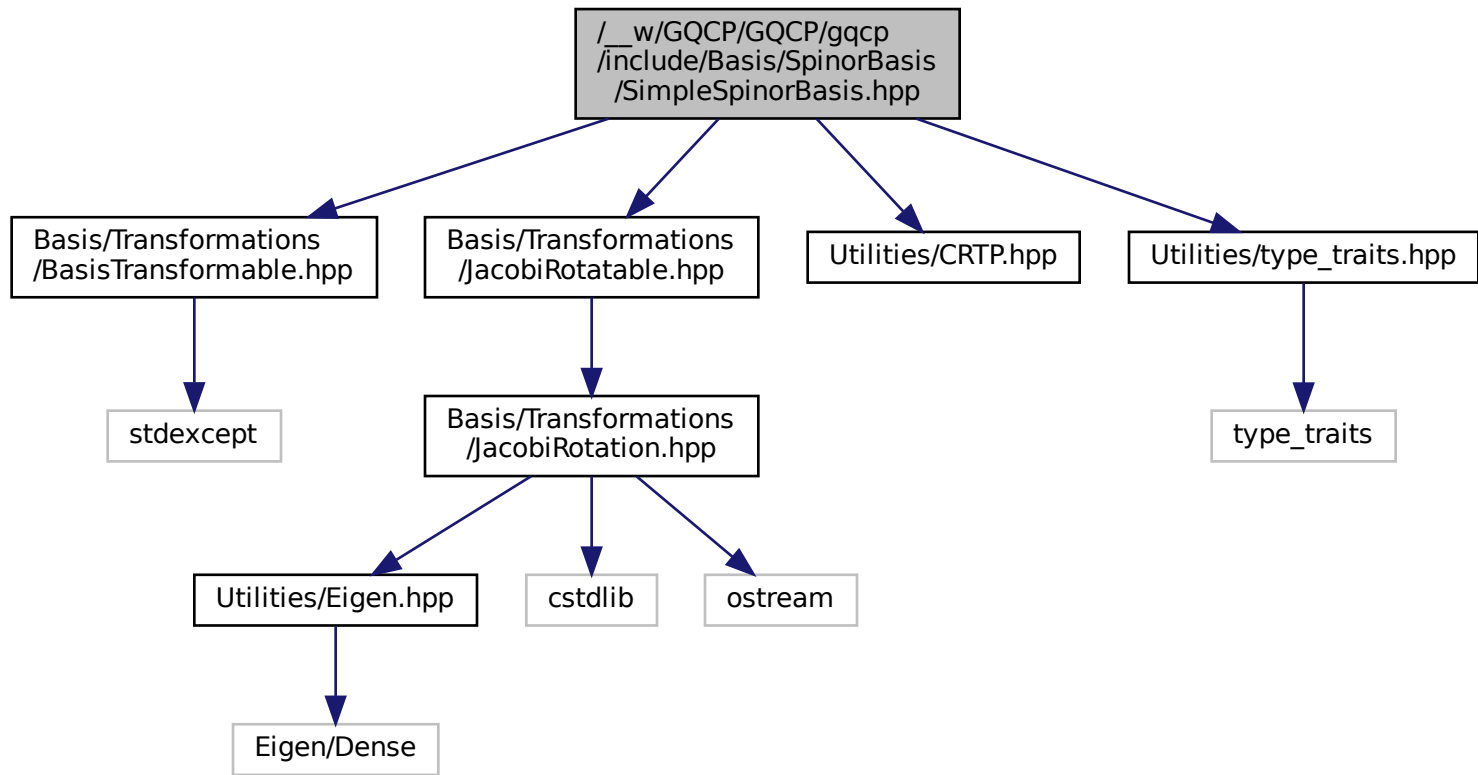 /__w/GQCP/GQCP/gqcp
/include/Basis/SpinorBasis
/SimpleSpinorBasis.hpp
Basis/Transformations
/BasisTransformable.hpp
Basis/Transformations
/JacobiRotatable.hpp
Utilities/CRTP.hpp
Utilities/type_traits.hpp
stdexcept
Basis/Transformations
/JacobiRotation.hpp
type_traits
Utilities/Eigen.hpp
cstdlib
ostream
Eigen/Dense